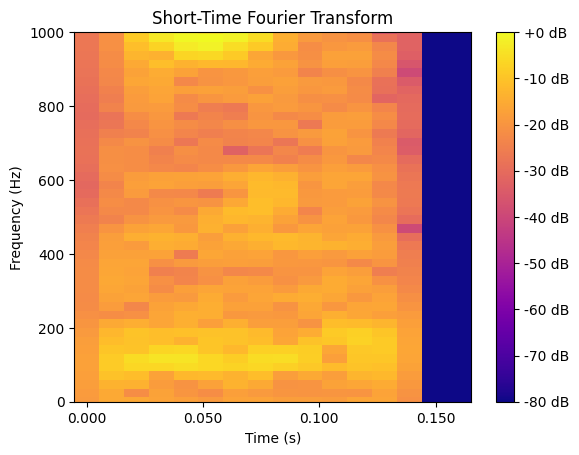 Short-Time Fourier Transform
Frequency (Hz)
1000
800
600
400
200
0
0.000 0.050 0.100 0.150
Time (s)
+0 dB
-10 dB
-20 dB
-30 dB
-40 dB
-50 dB
-60 dB
-70 dB
-80 dB